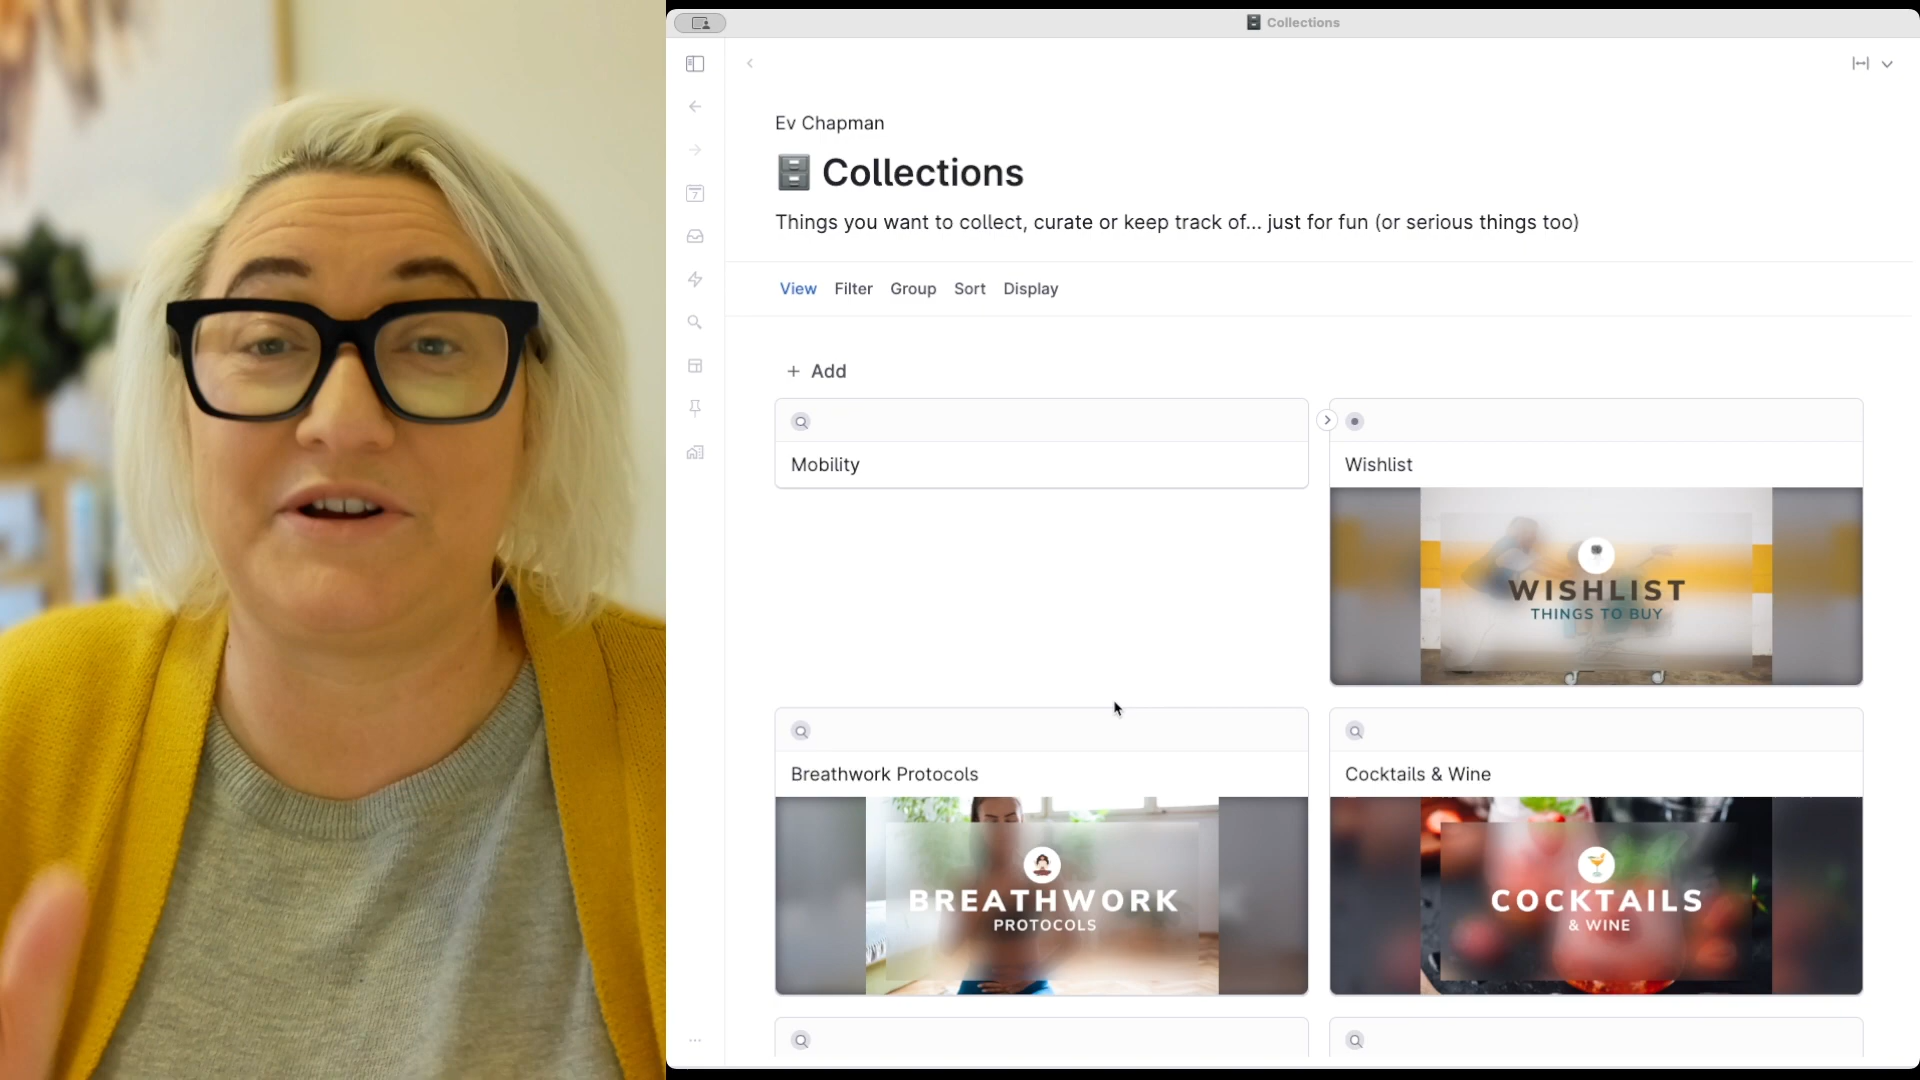 Collections
Ev Chapman
Collections
Things you want to collect, curate or keep track of... just for fun (or serious things too)
View Filter Group Sort Display
+ Add
Mobility
Wishlist
WISHLIST
THINGS TO BUY
Breathwork Protocols
Cocktails & Wine
BREATHWORK
PROTOCOLS
COCKTAILS
& WINE
7